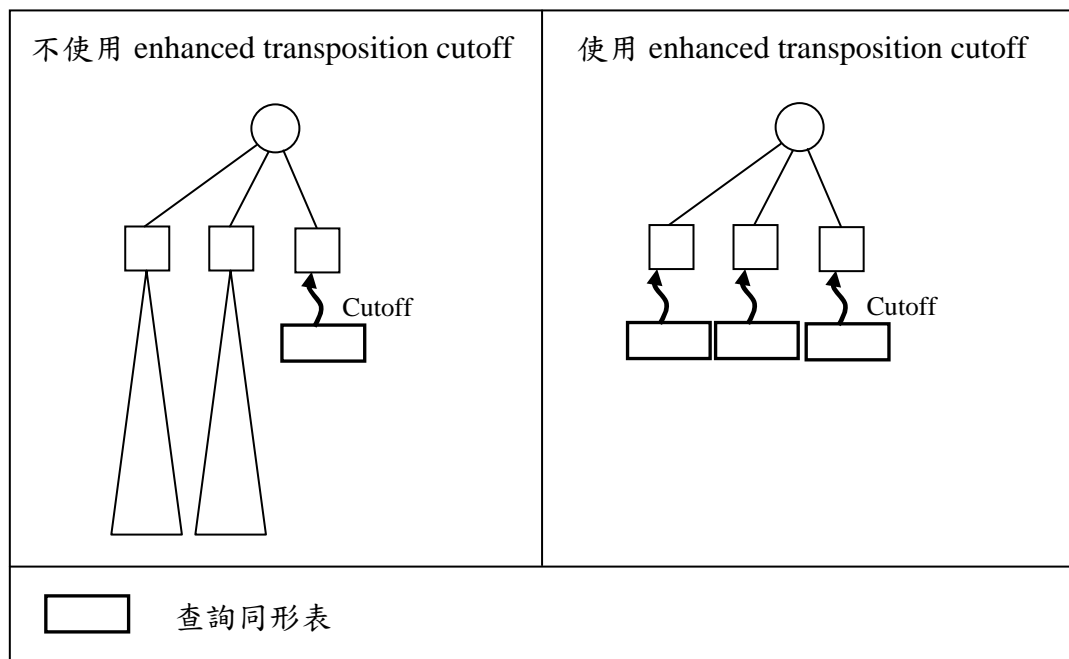 不使用 enhanced transposition cutoff
使用 enhanced transposition cutoff
Cutoff
Cutoff
查詢同形表